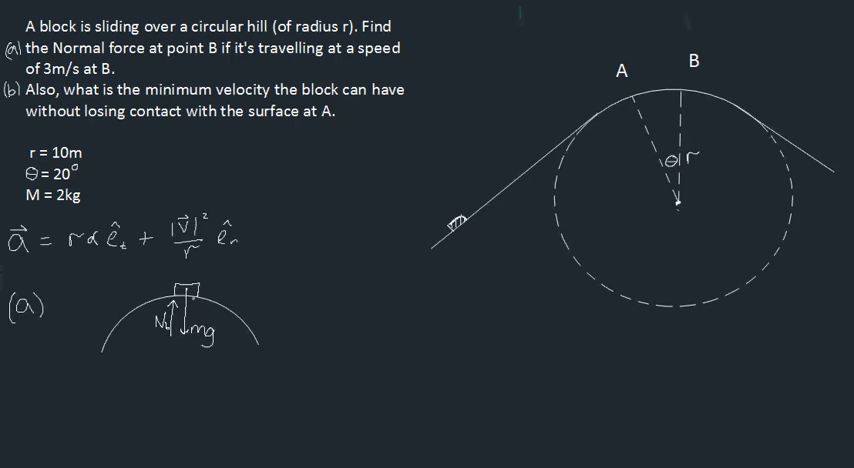 A block is sliding over a circular hill (of radius r). Find
(a) the Normal force at point B if it's travelling at a speed
of 3m/s at B.
(b) Also, what is the minimum velocity the block can have
without losing contact with the surface at A.
r = 10m
Θ = 20°
M = 2kg
a⃗ = rα ê_t + |v⃗|²/r ê_n
(a)
N mg
A
B
Θ r